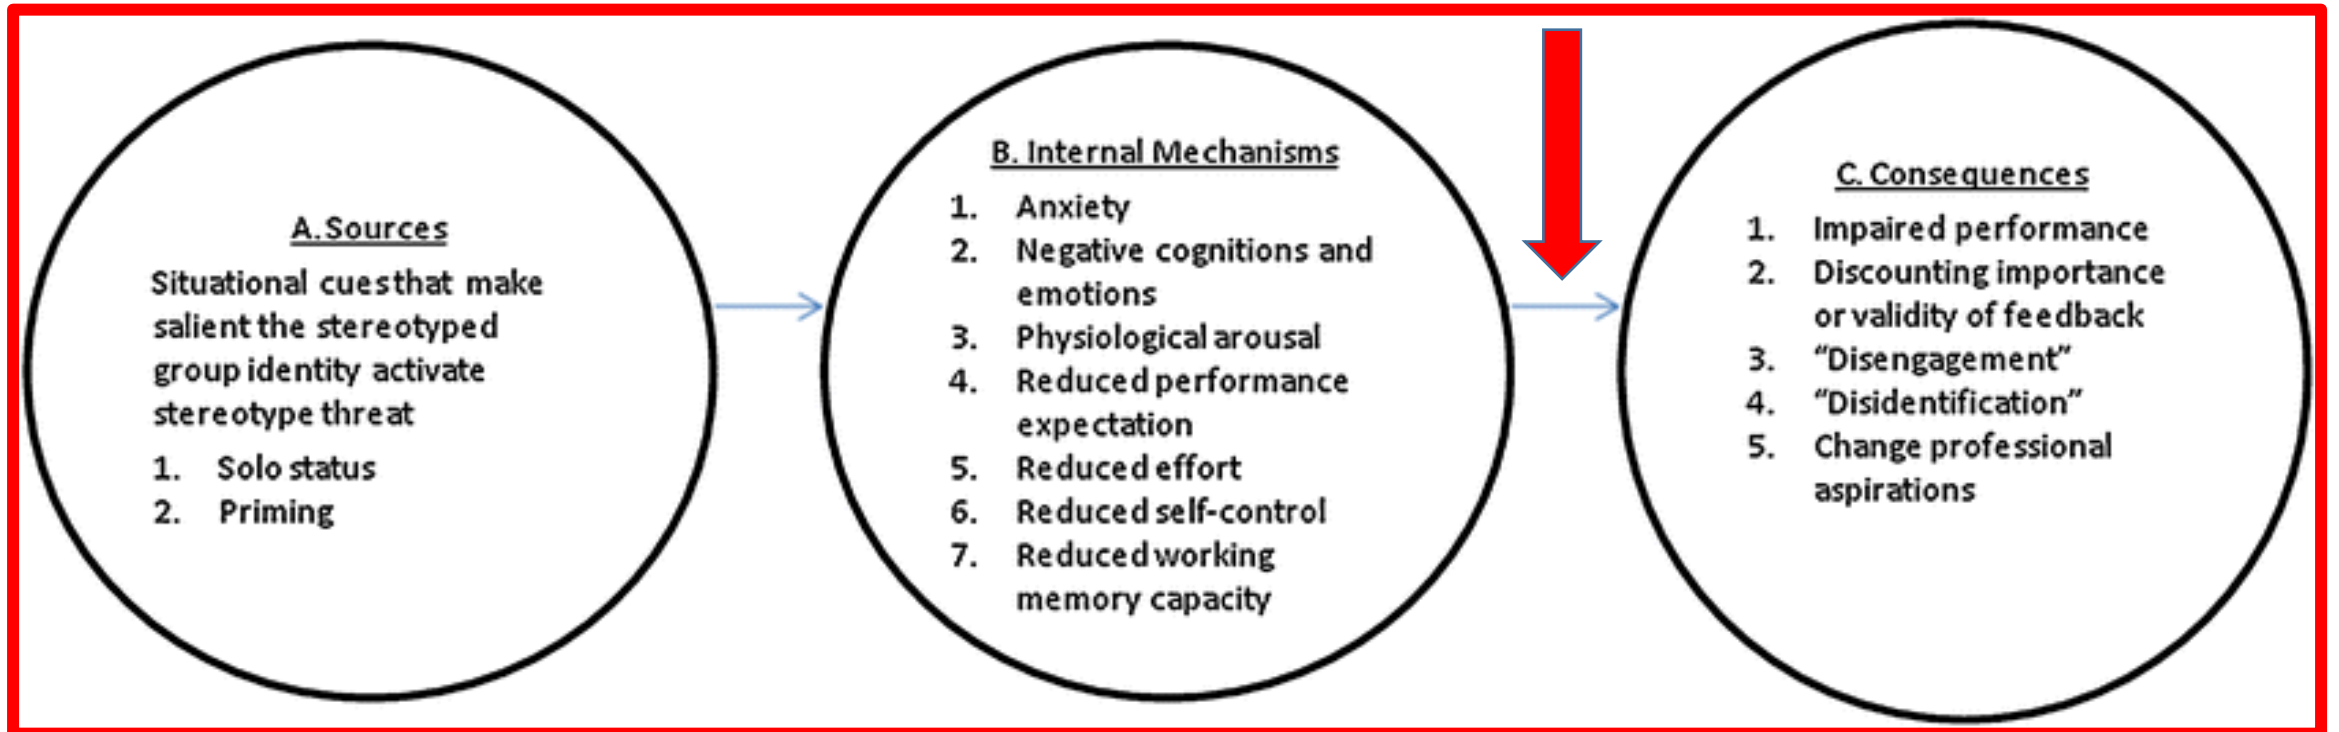 A. Sources
Situational cues that make
salient the stereotyped
group identity activate
stereotype threat
1. Solo status
2. Priming
B. Internal Mechanisms
1. Anxiety
2. Negative cognitions and
emotions
3. Physiological arousal
4. Reduced performance
expectation
5. Reduced effort
6. Reduced self-control
7. Reduced working
memory capacity
C. Consequences
1. Impaired performance
2. Discounting importance
or validity of feedback
3. “Disengagement”
4. “Disidentification”
5. Change professional
aspirations